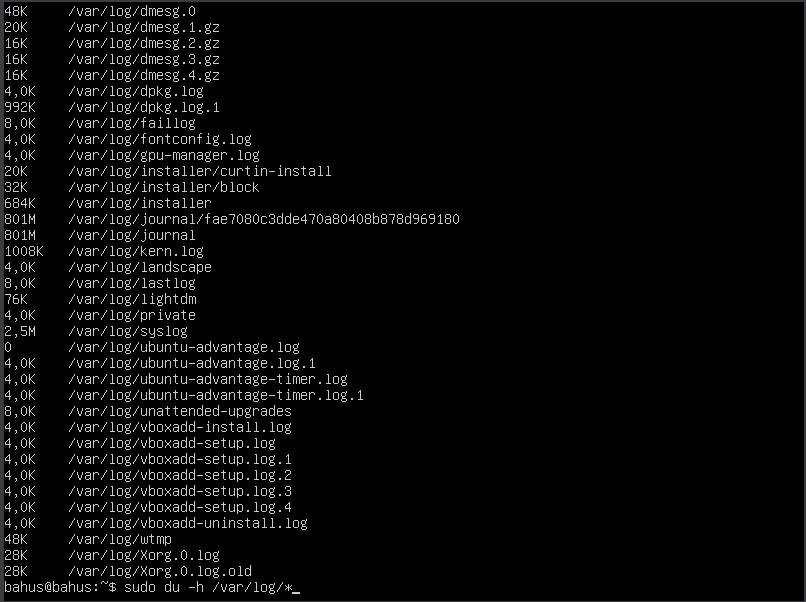 48K     /var/log/dmesg.0
20K     /var/log/dmesg.1.gz
16K     /var/log/dmesg.2.gz
16K     /var/log/dmesg.3.gz
16K     /var/log/dmesg.4.gz
4,0K    /var/log/dpkg.log
992K    /var/log/dpkg.log.1
8,0K    /var/log/faillog
4,0K    /var/log/fontconfig.log
4,0K    /var/log/gpu-manager.log
20K     /var/log/installer/curtin-install
32K     /var/log/installer/block
684K    /var/log/installer
801M    /var/log/journal/fae7080c3dde470a80408b878d969180
801M    /var/log/journal
1008K   /var/log/kern.log
4,0K    /var/log/landscape
8,0K    /var/log/lastlog
76K     /var/log/lightdm
4,0K    /var/log/private
2,5M    /var/log/syslog
0       /var/log/ubuntu-advantage.log
4,0K    /var/log/ubuntu-advantage.log.1
4,0K    /var/log/ubuntu-advantage-timer.log
4,0K    /var/log/ubuntu-advantage-timer.log.1
8,0K    /var/log/unattended-upgrades
4,0K    /var/log/vboxadd-install.log
4,0K    /var/log/vboxadd-setup.log
4,0K    /var/log/vboxadd-setup.log.1
4,0K    /var/log/vboxadd-setup.log.2
4,0K    /var/log/vboxadd-setup.log.3
4,0K    /var/log/vboxadd-setup.log.4
4,0K    /var/log/vboxadd-uninstall.log
48K     /var/log/wtmp
28K     /var/log/Xorg.0.log
28K     /var/log/Xorg.0.log.old
bahus@bahus:~$ sudo du -h /var/log/*_